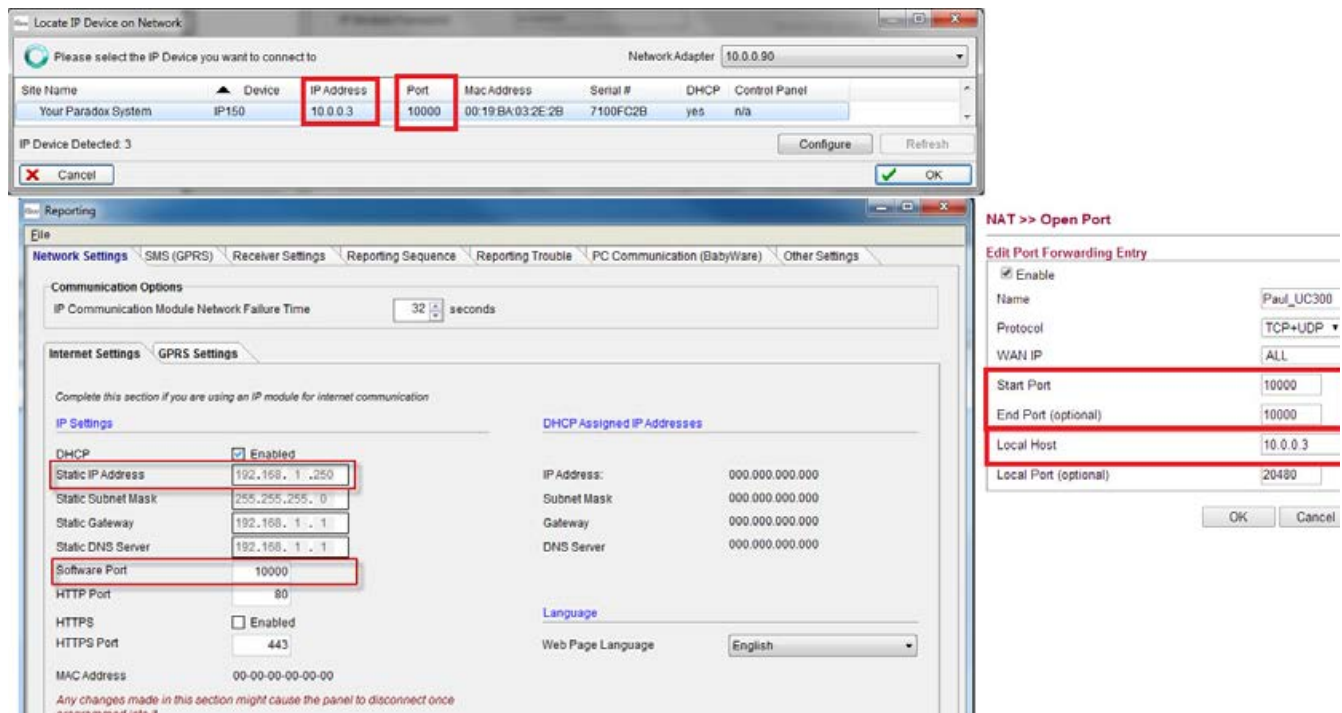 Locate IP Device on Network
Please select the IP Device you want to connect to
Network Adapter 10.0.0.90
Site Name Device IP Address Port Mac Address Serial # DHCP Control Panel
Your Paradox System IP150 10.0.0.3 10000 00:19:BA:03:2E:2B 7100FC2B yes n/a
IP Device Detected: 3
Configure Refresh
Cancel OK
Reporting
File
Network Settings SMS (GPRS) Receiver Settings Reporting Sequence Reporting Trouble PC Communication (BabyWare) Other Settings
Communication Options
IP Communication Module Network Failure Time 32 seconds
Internet Settings GPRS Settings
Complete this section if you are using an IP module for internet communication
IP Settings DHCP Assigned IP Addresses
DHCP Enabled
Static IP Address 192.168. 1 .250 IP Address: 000.000.000.000
Static Subnet Mask 255.255.255. 0 Subnet Mask 000.000.000.000
Static Gateway 192.168. 1 . 1 Gateway 000.000.000.000
Static DNS Server 192.168. 1 . 1 DNS Server 000.000.000.000
Software Port 10000
HTTP Port 80
HTTPS Enabled Language
HTTPS Port 443 Web Page Language English
MAC Address 00-00-00-00-00-00
Any changes made in this section might cause the panel to disconnect once
NAT >> Open Port
Edit Port Forwarding Entry
Enable
Name Paul_UC300
Protocol TCP+UDP
WAN IP ALL
Start Port 10000
End Port (optional) 10000
Local Host 10.0.0.3
Local Port (optional) 20480
OK Cancel